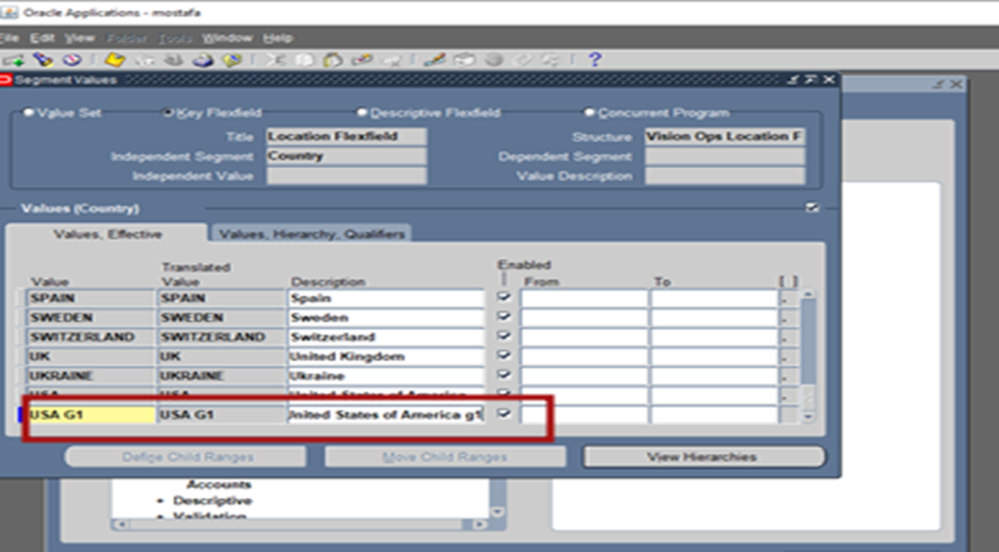 Oracle Applications - mostafa
File Edit View Folder Tools Window Help
Segment Values
Value Set Key Flexfield Descriptive Flexfield Concurrent Program
Title Location Flexfield Structure Vision Ops Location F
Independent Segment Country Dependent Segment
Independent Value Value Description
Values (Country)
Values, Effective Values, Hierarchy, Qualifiers
Translated Enabled
Value Value Description From To [ ]
SPAIN SPAIN Spain
SWEDEN SWEDEN Sweden
SWITZERLAND SWITZERLAND Switzerland
UK UK United Kingdom
UKRAINE UKRAINE Ukraine
USA USA United States of America
USA G1 USA G1 United States of America g1
Define Child Ranges Move Child Ranges View Hierarchies
Accounts
• Descriptive
• Validation